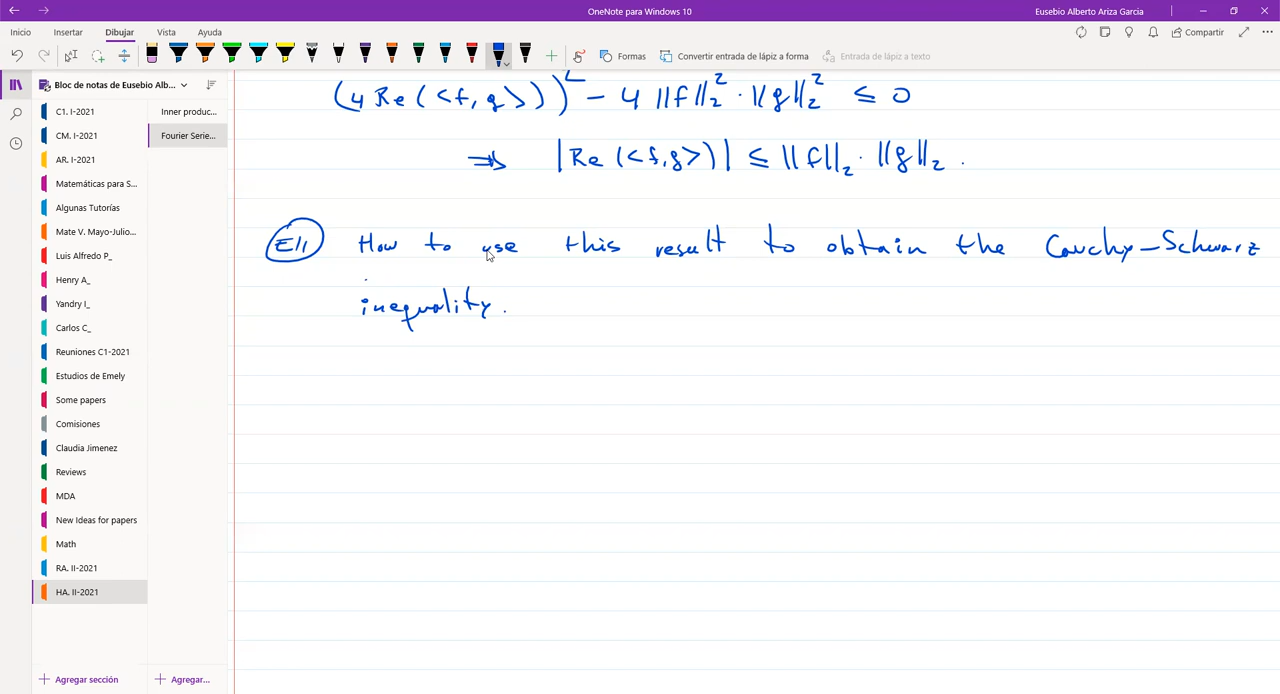 OneNote para Windows 10
Eusebio Alberto Ariza Garcia
Inicio Insertar Dibujar Vista Ayuda
Compartir
Formas Convertir entrada de lápiz a forma Entrada de lápiz a texto
Bloc de notas de Eusebio Alb...
C1. I-2021
CM. I-2021
AR. I-2021
Matemáticas para S...
Algunas Tutorías
Mate V. Mayo-Julio...
Luis Alfredo P_
Henry A_
Yandry I_
Carlos C_
Reuniones C1-2021
Estudios de Emely
Some papers
Comisiones
Claudia Jimenez
Reviews
MDA
New Ideas for papers
Math
RA. II-2021
HA. II-2021
Agregar sección
Inner produc...
Fourier Serie...
Agregar...
(4 Re(<f,g>))² - 4 ||f||₂² · ||g||₂² ≤ 0
⇒ |Re(<f,g>)| ≤ ||f||₂ · ||g||₂ .
E11 How to use this result to obtain the Cauchy-Schwarz
inequality.